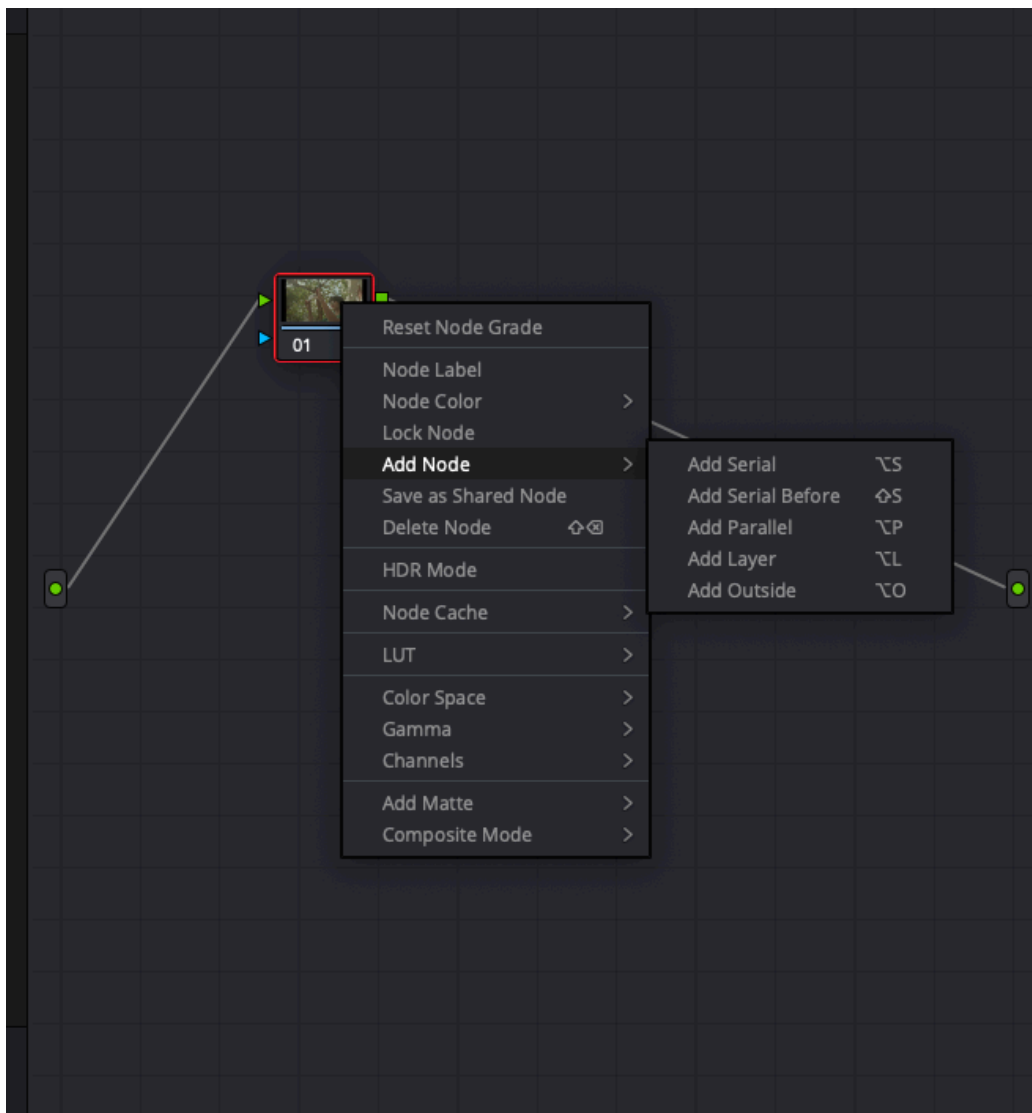 01
Reset Node Grade
Node Label
Node Color >
Lock Node
Add Node >
Save as Shared Node
Delete Node ⇧⌫
HDR Mode
Node Cache >
LUT >
Color Space >
Gamma >
Channels >
Add Matte >
Composite Mode >
Add Serial ⌥S
Add Serial Before ⇧S
Add Parallel ⌥P
Add Layer ⌥L
Add Outside ⌥O